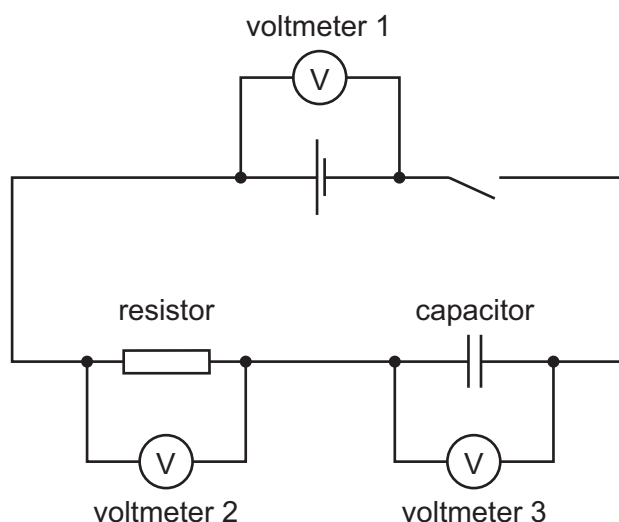 voltmeter 1
V
resistor
capacitor
V
V
voltmeter 2
voltmeter 3